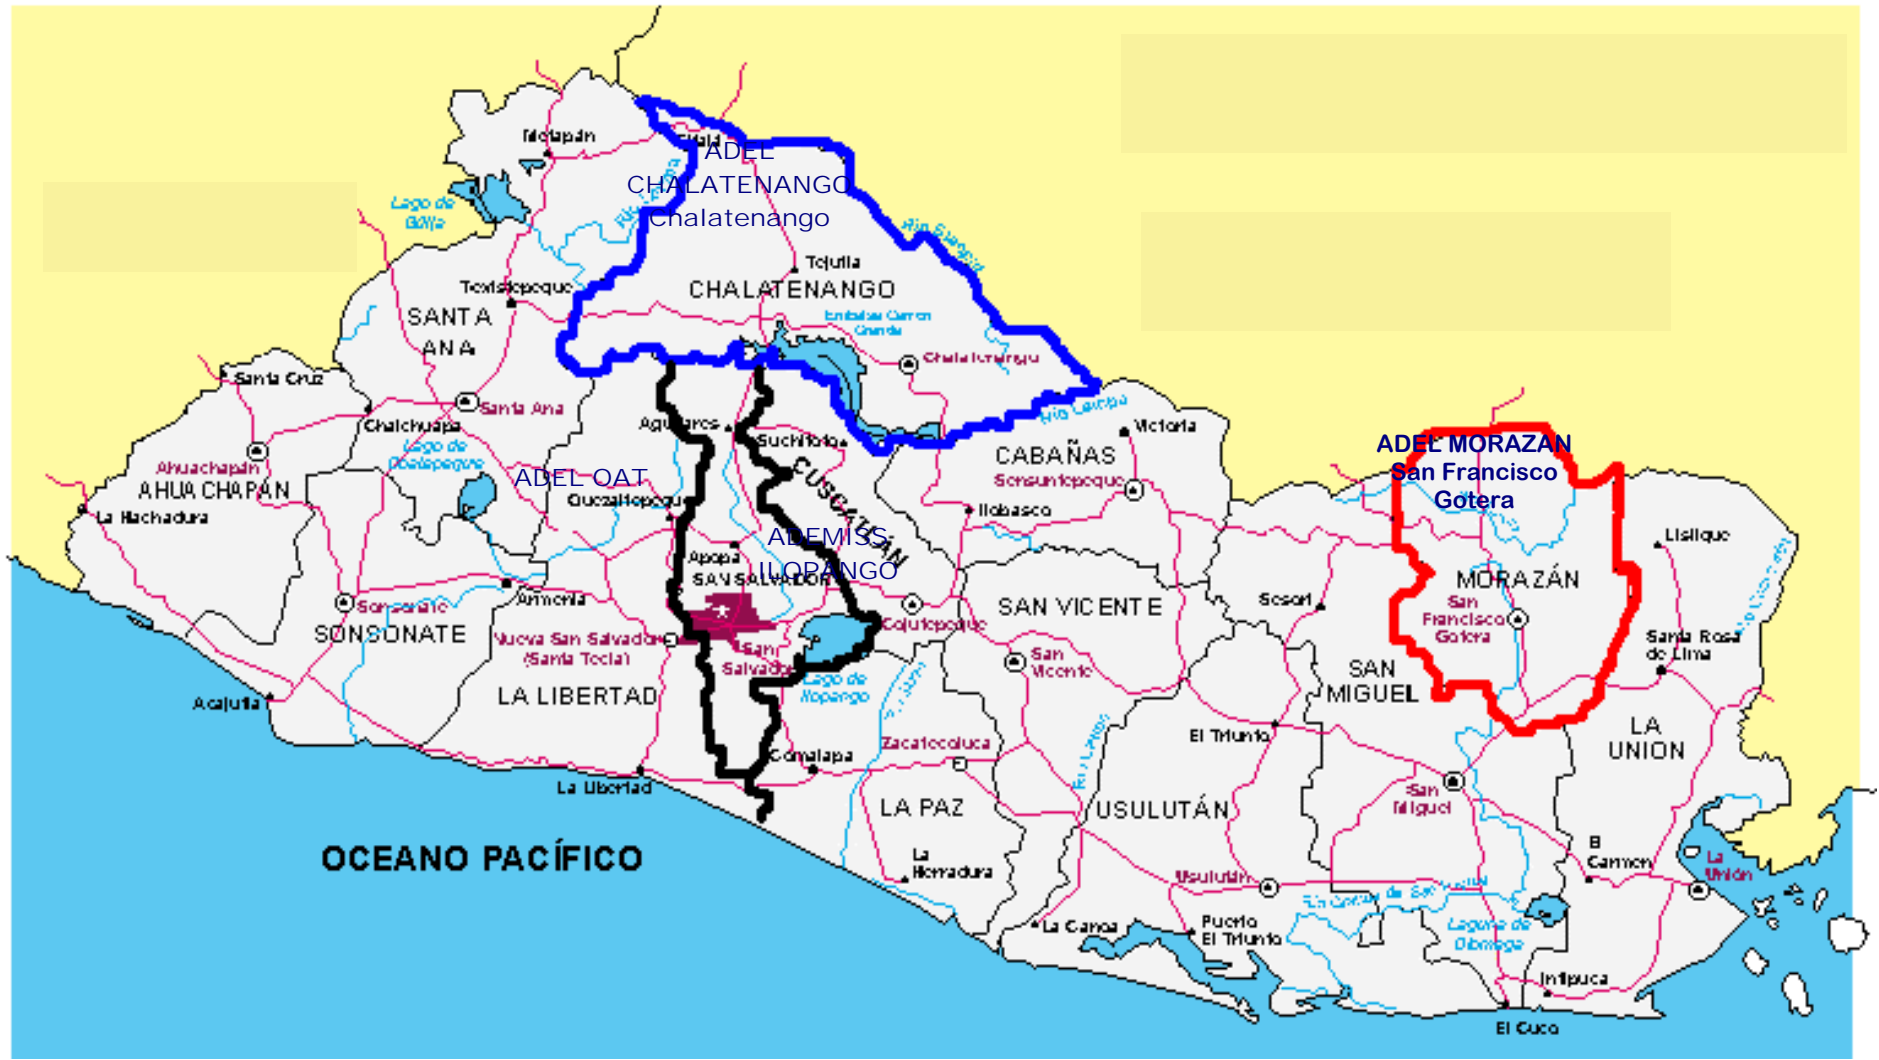 Metapán
ADEL
CHALATENANGO
Chalatenango
Lago de
Güija
Tejutla
CHALATENANGO
Texistepeque
SANTA
ANA
Embalse Cerron
Grande
Chalatenango
Santa Cruz
Santa Ana
Chalchuapa
Río Lempa
Aguilares
Suchitoto
Victoria
CABAÑAS
Sensuntepeque
ADEL MORAZAN
San Francisco
Gotera
Lago de
Coatepeque
Ahuachapán
AHUACHAPÁN
ADEL OAT
Quezaltepeque
CUSCATLÁN
La Hachadura
Ilobasco
ADEMISS
ILOPANGO
Apopa
SAN SALVADOR
Lislique
MORAZÁN
Armenia
Sonsonate
SONSONATE
Cojutepeque
SAN VICENTE
Sesori
San
Francisco
Gotera
Nueva San Salvador
(Santa Tecla)
San
Salvador
San
Vicente
Santa Rosa
de Lima
Lago de
Ilopango
LA LIBERTAD
SAN
MIGUEL
Acajutla
El Triunfo
LA
UNION
Zacatecoluca
Comalapa
La Libertad
San
Miguel
LA PAZ
USULUTÁN
OCEANO PACÍFICO
La
Herradura
El
Carmen
La
Unión
Usulután
La Canoa
Puerto
El Triunfo
Laguna de
Olomega
Intipuca
El Cuco